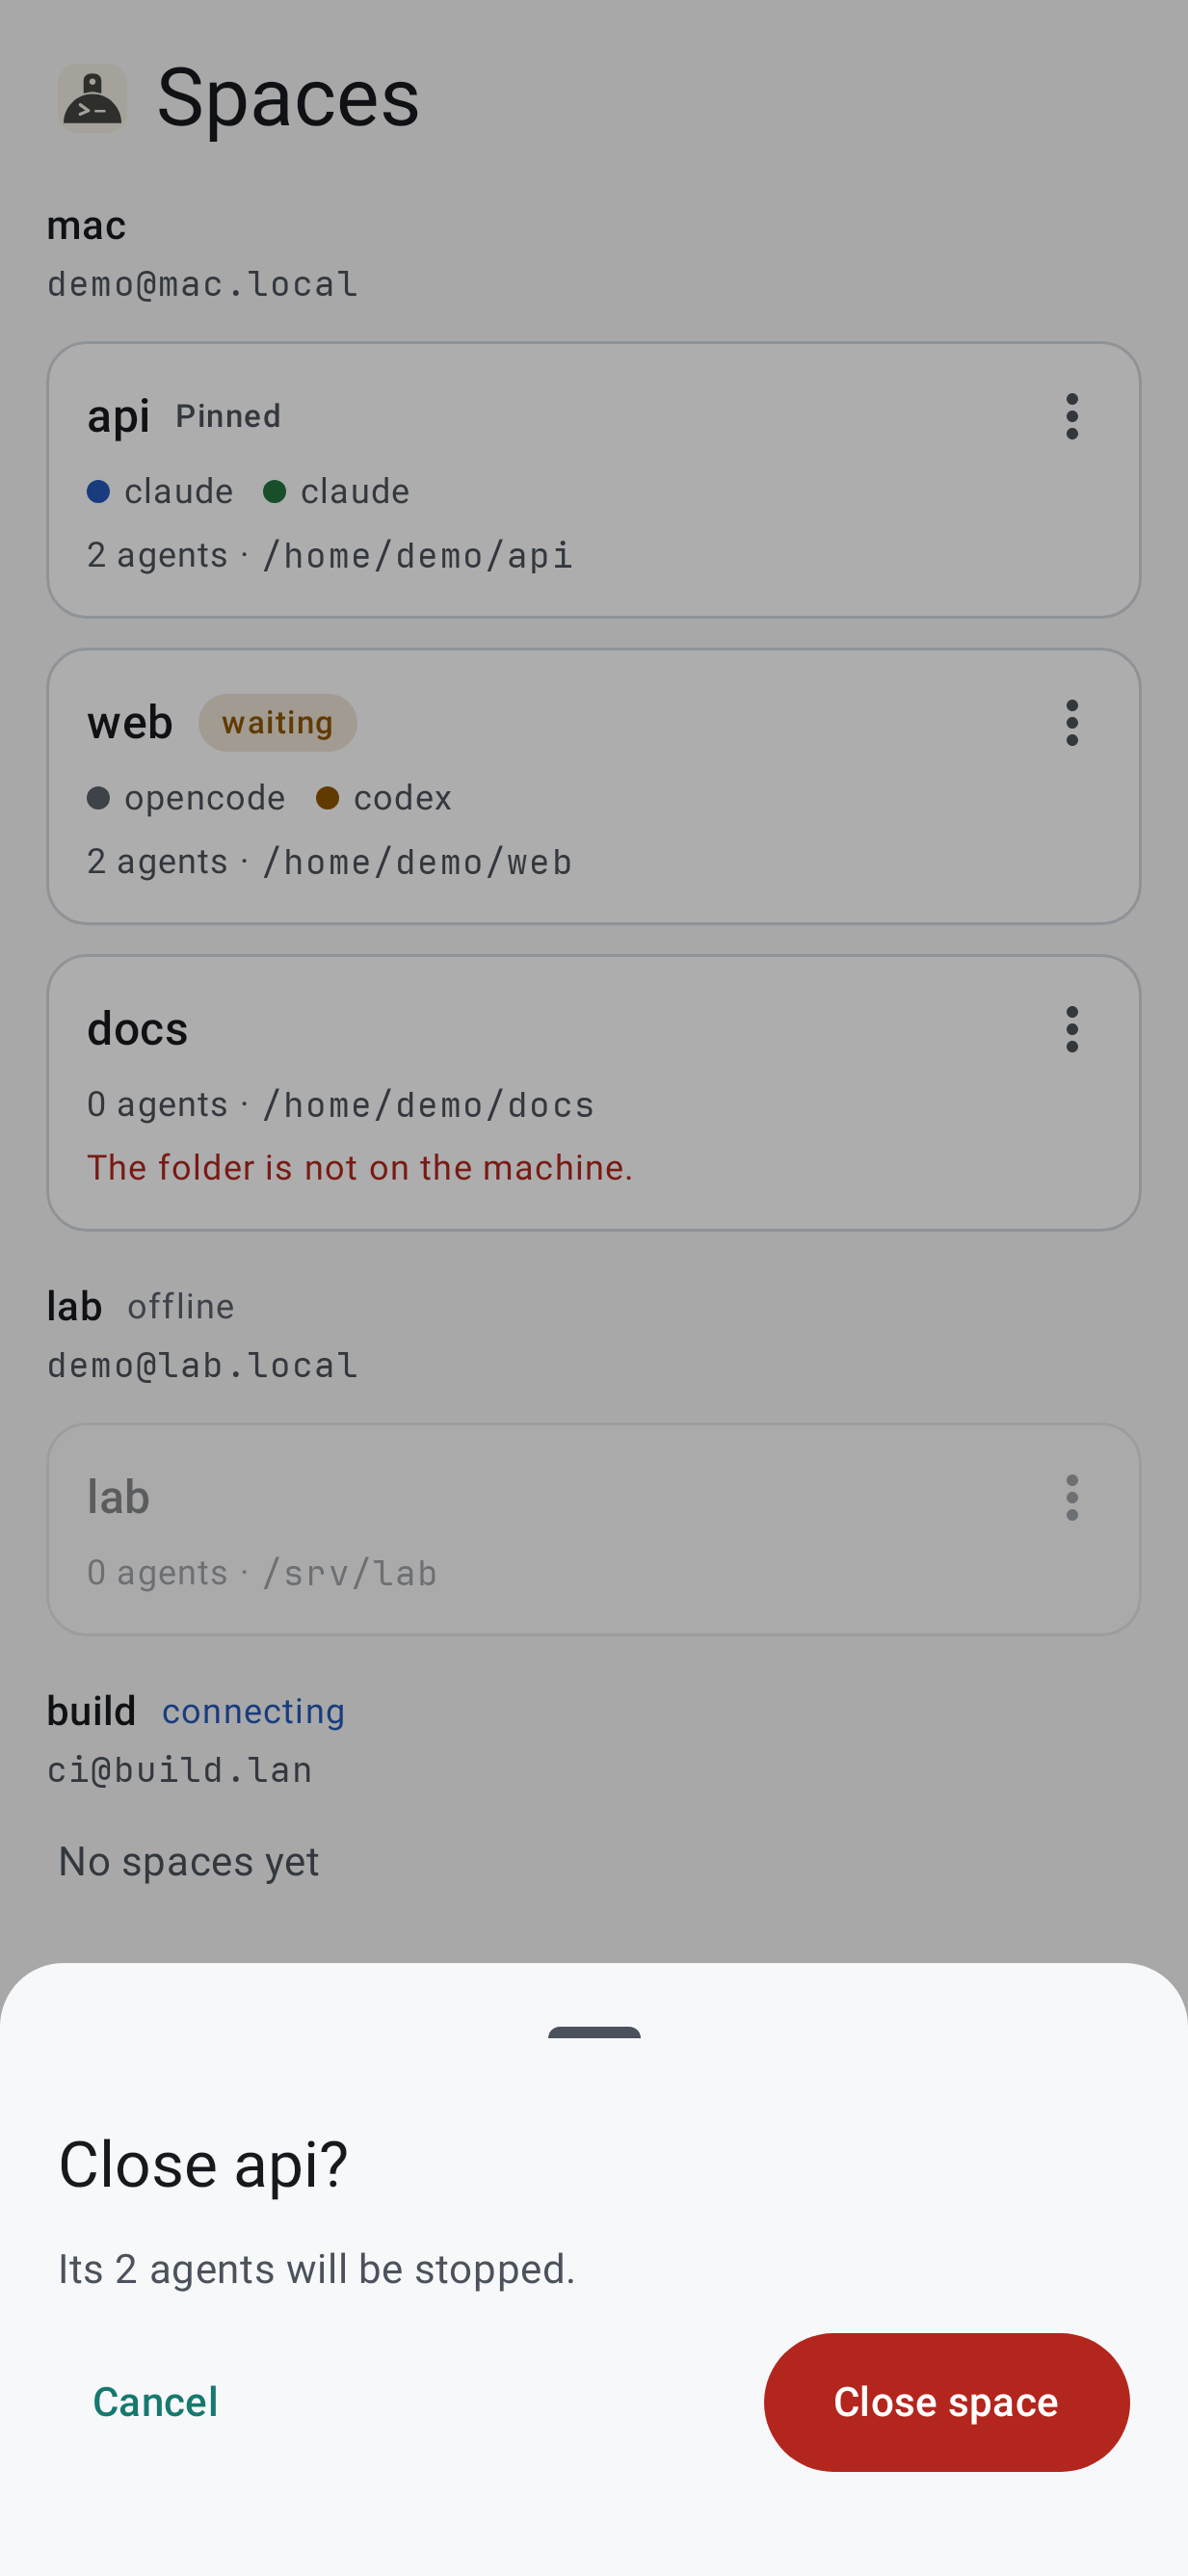 Spaces
mac
demo@mac.local
api Pinned
claude claude
2 agents · /home/demo/api
web waiting
opencode codex
2 agents · /home/demo/web
docs
0 agents · /home/demo/docs
The folder is not on the machine.
lab offline
demo@lab.local
lab
0 agents · /srv/lab
build connecting
ci@build.lan
No spaces yet
Close api?
Its 2 agents will be stopped.
Cancel Close space